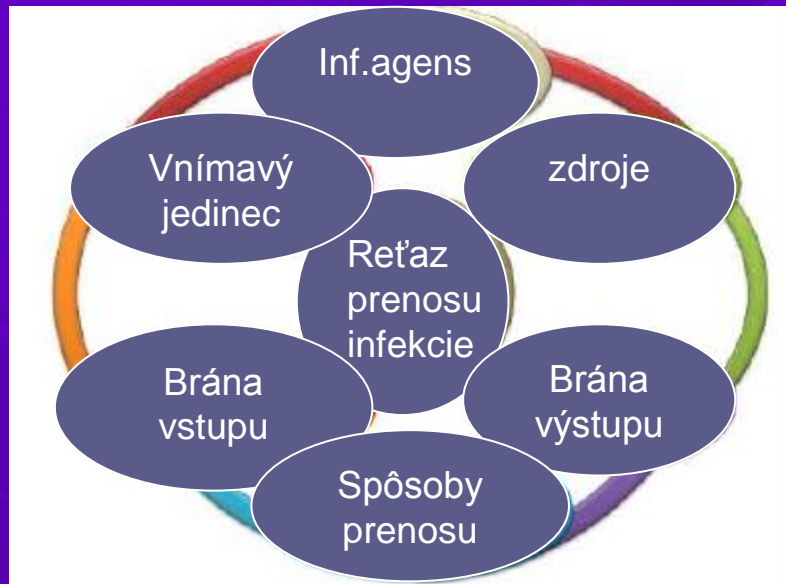 Inf.agens
Vnímavý
jedinec
zdroje
Reťaz
prenosu
infekcie
Brána
vstupu
Brána
výstupu
Spôsoby
prenosu